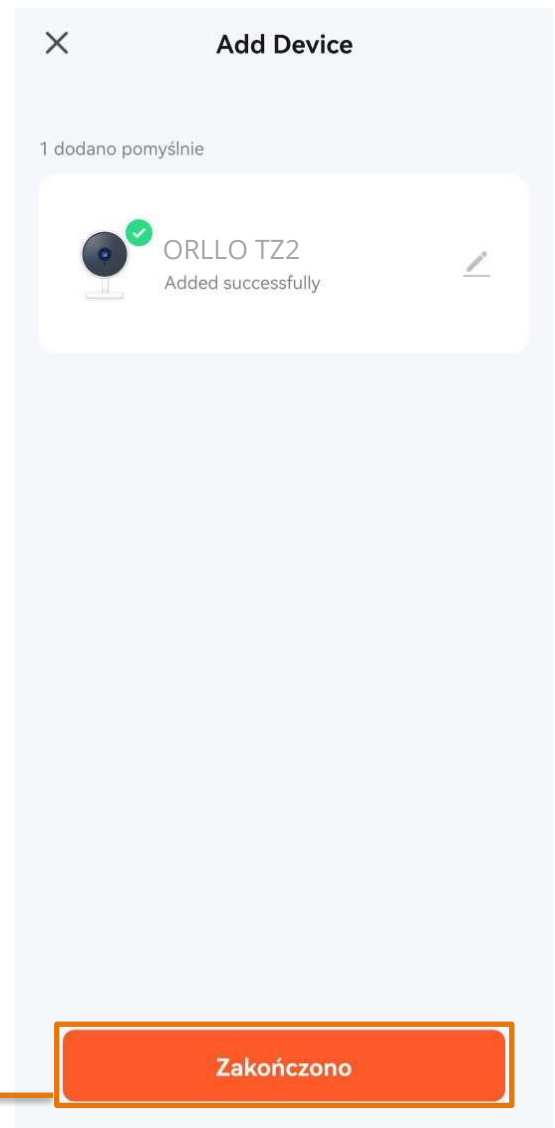 Add Device
1 dodano pomyślnie
ORLLO TZ2
Added successfully
Zakończono